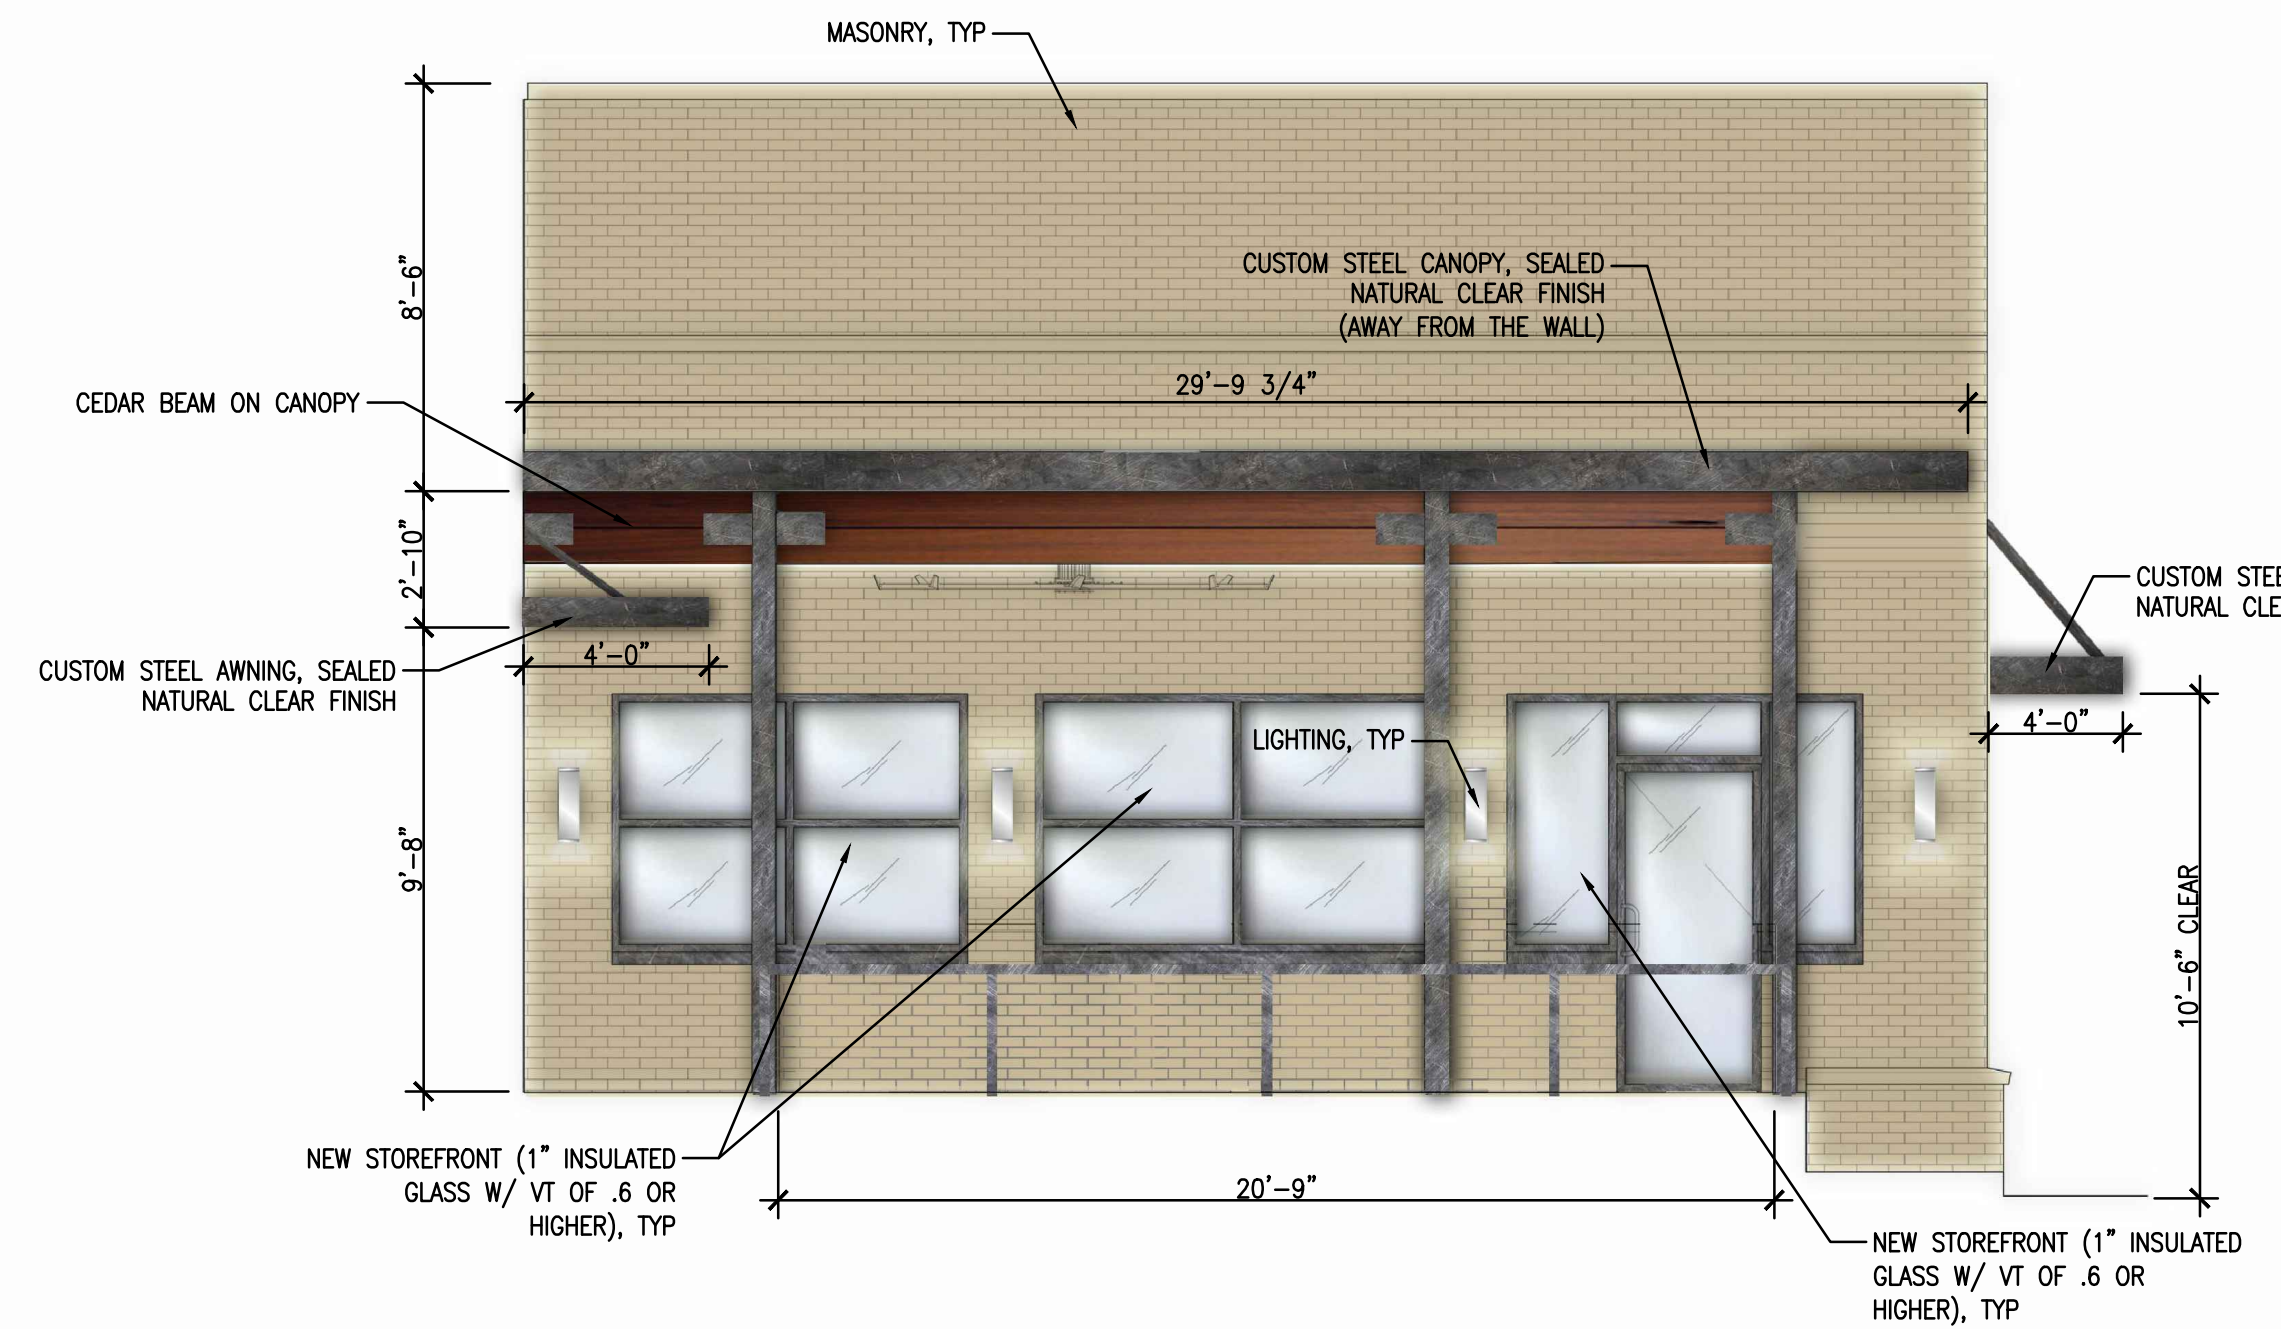 MASONRY, TYP
CUSTOM STEEL CANOPY, SEALED
NATURAL CLEAR FINISH
(AWAY FROM THE WALL)
8'-6"
29'-9 3/4"
CEDAR BEAM ON CANOPY
2'-10"
CUSTOM
NATURAL
4'-0"
CUSTOM STEEL AWNING, SEALED
NATURAL CLEAR FINISH
4'-0"
LIGHTING, TYP
9'-8"
10'-6" CLEAR
NEW STOREFRONT (1" INSULATED
GLASS W/ VT OF .6 OR
HIGHER), TYP
20'-9"
NEW STOREFRONT (1" INSULATED
GLASS W/ VT OF .6 OR
HIGHER), TYP